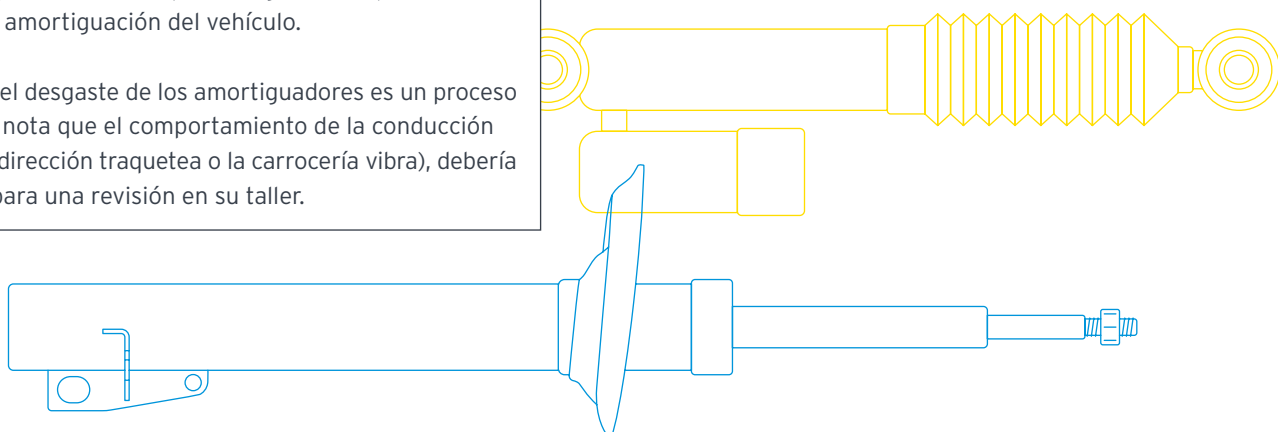 amortiguación del vehículo.
el desgaste de los amortiguadores es un proceso
nota que el comportamiento de la conducción
dirección traquetea o la carrocería vibra), debería
para una revisión en su taller.